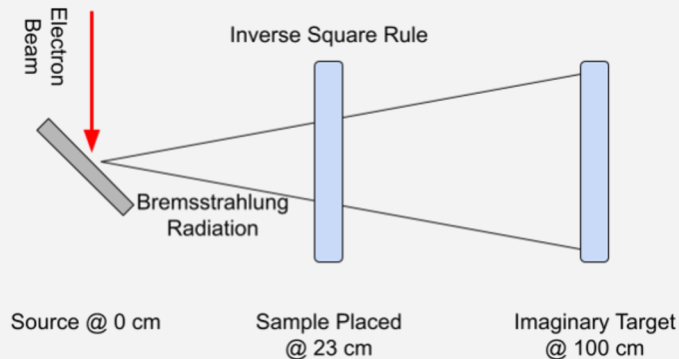 Electron
Beam
Inverse Square Rule
Bremsstrahlung
Radiation
Source @ 0 cm
Sample Placed
@ 23 cm
Imaginary Target
@ 100 cm